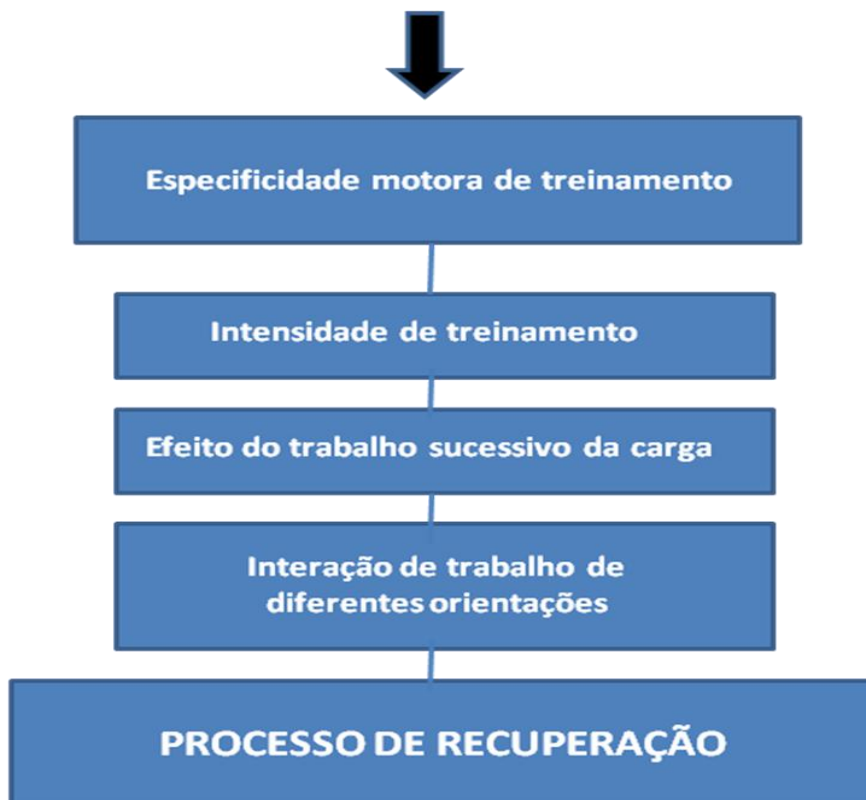 Especificidade motora de treinamento
Intensidade de treinamento
Efeito do trabalho sucessivo da carga
Interação de trabalho de
diferentes orientações
PROCESSO DE RECUPERAÇÃO